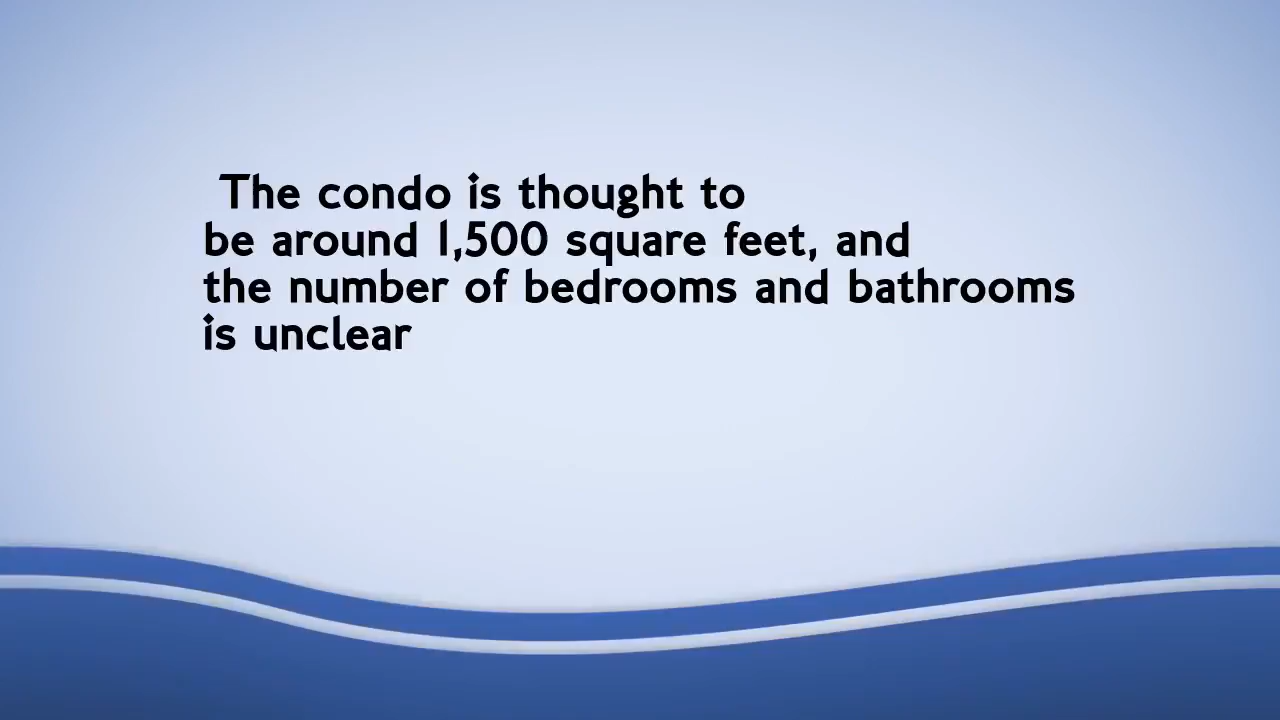 The condo is thought to
be around 1,500 square feet, and
the number of bedrooms and bathrooms
is unclear